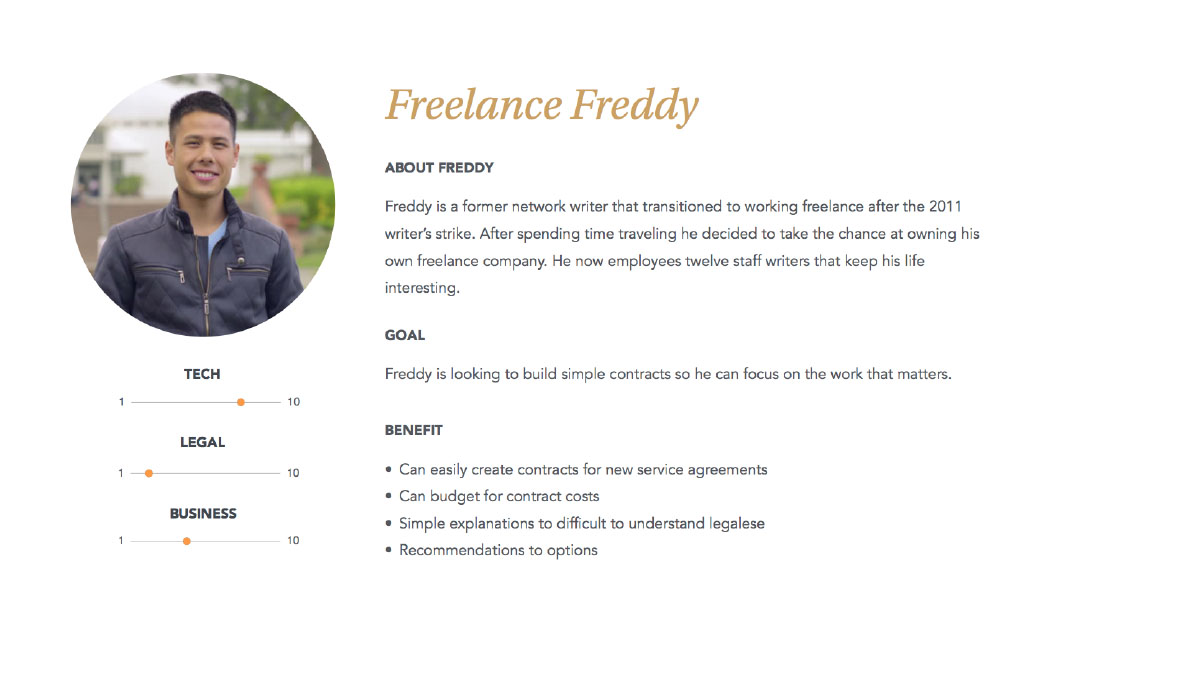 Freelance Freddy
ABOUT FREDDY
Freddy is a former network writer that transitioned to working freelance after the 2011
writer's strike. After spending time traveling he decided to take the chance at owning his
own freelance company. He now employees twelve staff writers that keep his life
interesting.
GOAL
Freddy is looking to build simple contracts so he can focus on the work that matters.
BENEFIT
• Can easily create contracts for new service agreements
• Can budget for contract costs
• Simple explanations to difficult to understand legalese
• Recommendations to options
TECH
1 10
LEGAL
1 10
BUSINESS
1 10